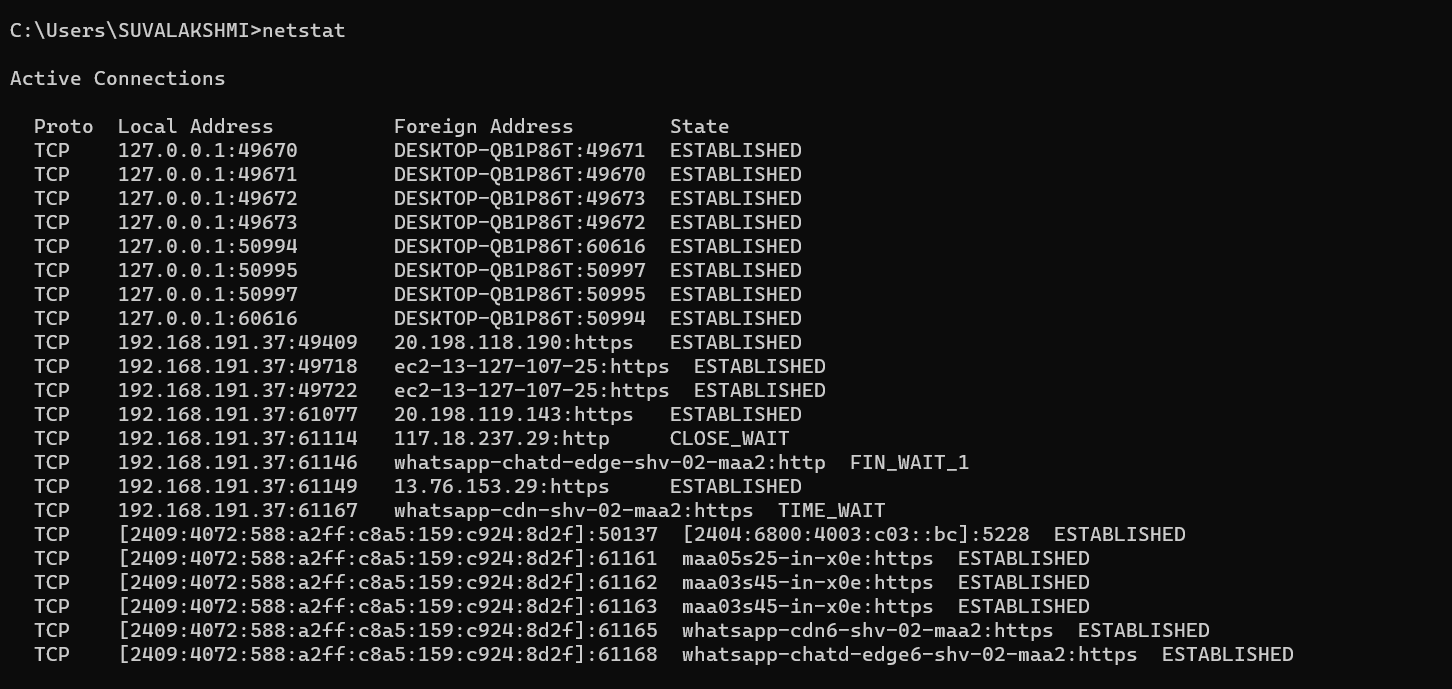 C:\Users\SUVALAKSHMI>netstat
Active Connections
Proto  Local Address          Foreign Address        State
TCP    127.0.0.1:49670        DESKTOP-QB1P86T:49671  ESTABLISHED
TCP    127.0.0.1:49671        DESKTOP-QB1P86T:49670  ESTABLISHED
TCP    127.0.0.1:49672        DESKTOP-QB1P86T:49673  ESTABLISHED
TCP    127.0.0.1:49673        DESKTOP-QB1P86T:49672  ESTABLISHED
TCP    127.0.0.1:50994        DESKTOP-QB1P86T:60616  ESTABLISHED
TCP    127.0.0.1:50995        DESKTOP-QB1P86T:50997  ESTABLISHED
TCP    127.0.0.1:50997        DESKTOP-QB1P86T:50995  ESTABLISHED
TCP    127.0.0.1:60616        DESKTOP-QB1P86T:50994  ESTABLISHED
TCP    192.168.191.37:49409   20.198.118.190:https   ESTABLISHED
TCP    192.168.191.37:49718   ec2-13-127-107-25:https  ESTABLISHED
TCP    192.168.191.37:49722   ec2-13-127-107-25:https  ESTABLISHED
TCP    192.168.191.37:61077   20.198.119.143:https   ESTABLISHED
TCP    192.168.191.37:61114   117.18.237.29:http     CLOSE_WAIT
TCP    192.168.191.37:61146   whatsapp-chatd-edge-shv-02-maa2:http  FIN_WAIT_1
TCP    192.168.191.37:61149   13.76.153.29:https     ESTABLISHED
TCP    192.168.191.37:61167   whatsapp-cdn-shv-02-maa2:https  TIME_WAIT
TCP    [2409:4072:588:a2ff:c8a5:159:c924:8d2f]:50137  [2404:6800:4003:c03::bc]:5228  ESTABLISHED
TCP    [2409:4072:588:a2ff:c8a5:159:c924:8d2f]:61161  maa05s25-in-x0e:https  ESTABLISHED
TCP    [2409:4072:588:a2ff:c8a5:159:c924:8d2f]:61162  maa03s45-in-x0e:https  ESTABLISHED
TCP    [2409:4072:588:a2ff:c8a5:159:c924:8d2f]:61163  maa03s45-in-x0e:https  ESTABLISHED
TCP    [2409:4072:588:a2ff:c8a5:159:c924:8d2f]:61165  whatsapp-cdn6-shv-02-maa2:https  ESTABLISHED
TCP    [2409:4072:588:a2ff:c8a5:159:c924:8d2f]:61168  whatsapp-chatd-edge6-shv-02-maa2:https  ESTABLISHED